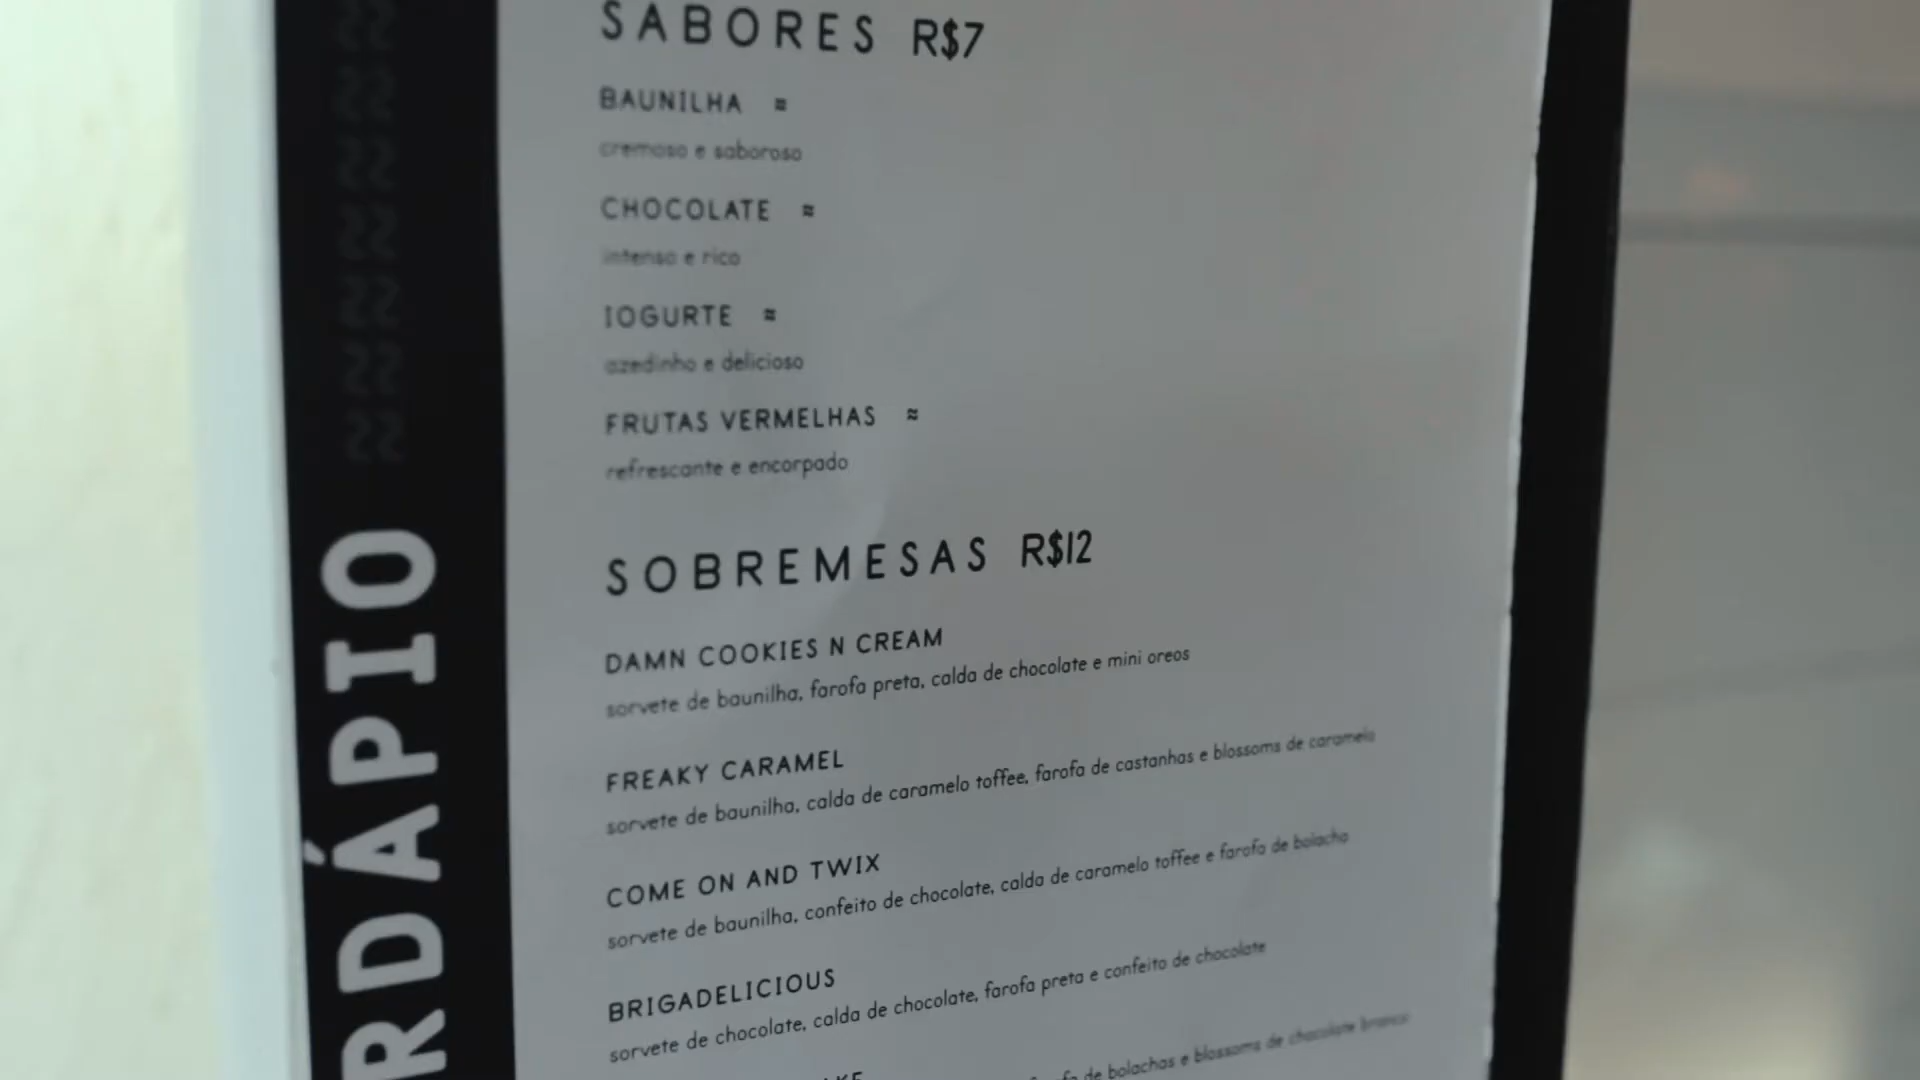 SABORES R$7
BAUNILHA ≈
cremoso e saboroso
CHOCOLATE ≈
intenso e rico
IOGURTE ≈
azedinho e delicioso
FRUTAS VERMELHAS ≈
refrescante e encorpado
SOBREMESAS R$12
DAMN COOKIES N CREAM
sorvete de baunilha, farofa preta, calda de chocolate e mini oreos
FREAKY CARAMEL
sorvete de baunilha, calda de caramelo toffee, farofa de castanhas e blossoms de caramelo
COME ON AND TWIX
sorvete de baunilha, confeito de chocolate, calda de caramelo toffee e farofa de bolacha
BRIGADELICIOUS
sorvete de chocolate, calda de chocolate, farofa preta e confeito de chocolate
de bolachas e blossoms de chocolate branco
RDÁPIO